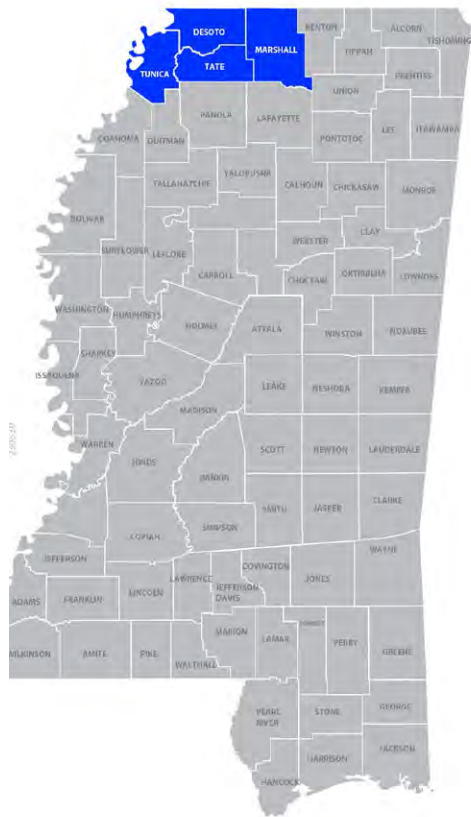 DESOTO
BENTON
ALCORN
TISHOMINGO
MARSHALL
TIPPAH
TUNICA
TATE
PRENTISS
UNION
PANOLA
LAFAYETTE
LEE
ITAWAMBA
COAHOMA
QUITMAN
PONTOTOC
YALOBUSHA
TALLAHATCHIE
CALHOUN
CHICKASAW
MONROE
BOLIVAR
SUNFLOWER
LEFLORE
WEBSTER
CLAY
CARROLL
CHOCTAW
OKTIBBEHA
LOWNDES
WASHINGTON
HUMPHREYS
HOLMES
ATTALA
WINSTON
NOXUBEE
SHARKEY
ISSAQUENA
YAZOO
LEAKE
NESHOBA
KEMPER
MADISON
WARREN
SCOTT
NEWTON
LAUDERDALE
HINDS
RANKIN
SMITH
JASPER
CLARKE
SIMPSON
COPIAH
JEFFERSON
WAYNE
COVINGTON
LAWRENCE
JEFFERSON
DAVIS
JONES
ADAMS
FRANKLIN
LINCOLN
MARION
LAMAR
FORREST
PERRY
GREENE
WILKINSON
AMITE
PIKE
WALTHALL
PEARL
RIVER
STONE
GEORGE
HARRISON
JACKSON
HANCOCK